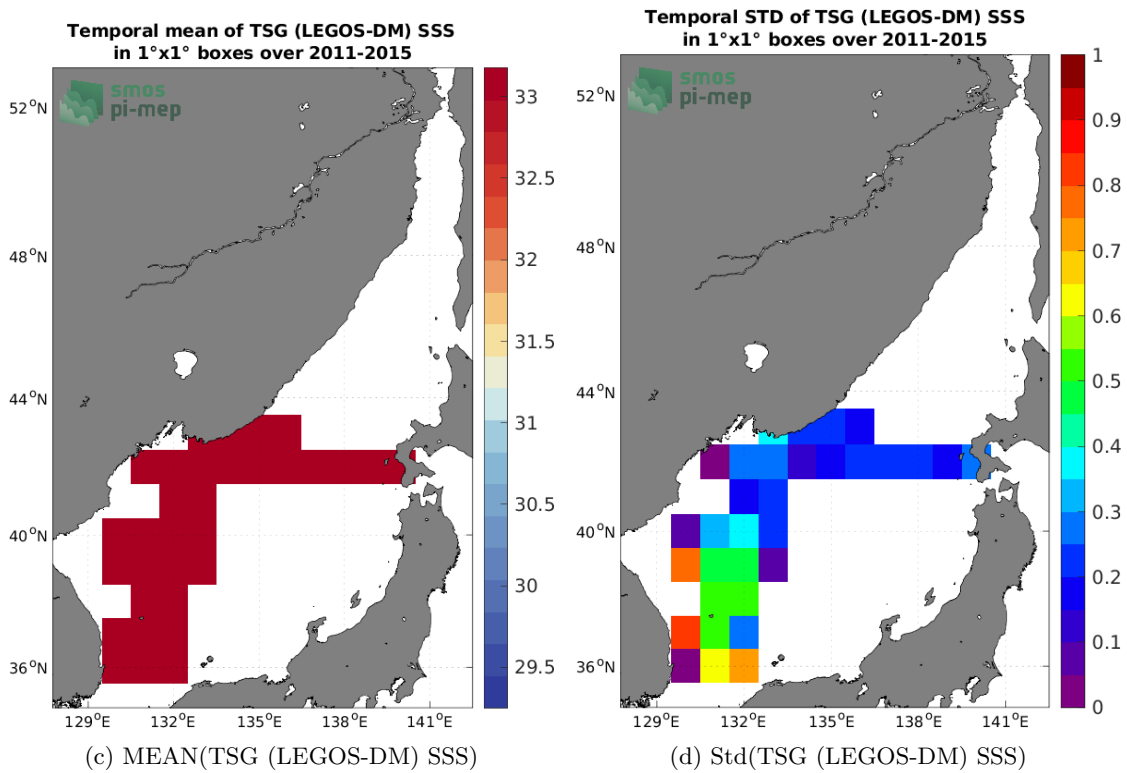 Temporal mean of TSG (LEGOS-DM) SSS
in 1°x1° boxes over 2011-2015
smos
pi-mep
52°N
48°N
44°N
40°N
36°N
129°E
132°E
135°E
138°E
141°E
33
32.5
32
31.5
31
30.5
30
29.5
(c) MEAN(TSG (LEGOS-DM) SSS)
Temporal STD of TSG (LEGOS-DM) SSS
in 1°x1° boxes over 2011-2015
smos
pi-mep
52°N
48°N
44°N
40°N
36°N
129°E
132°E
135°E
138°E
141°E
1
0.9
0.8
0.7
0.6
0.5
0.4
0.3
0.2
0.1
0
(d) Std(TSG (LEGOS-DM) SSS)